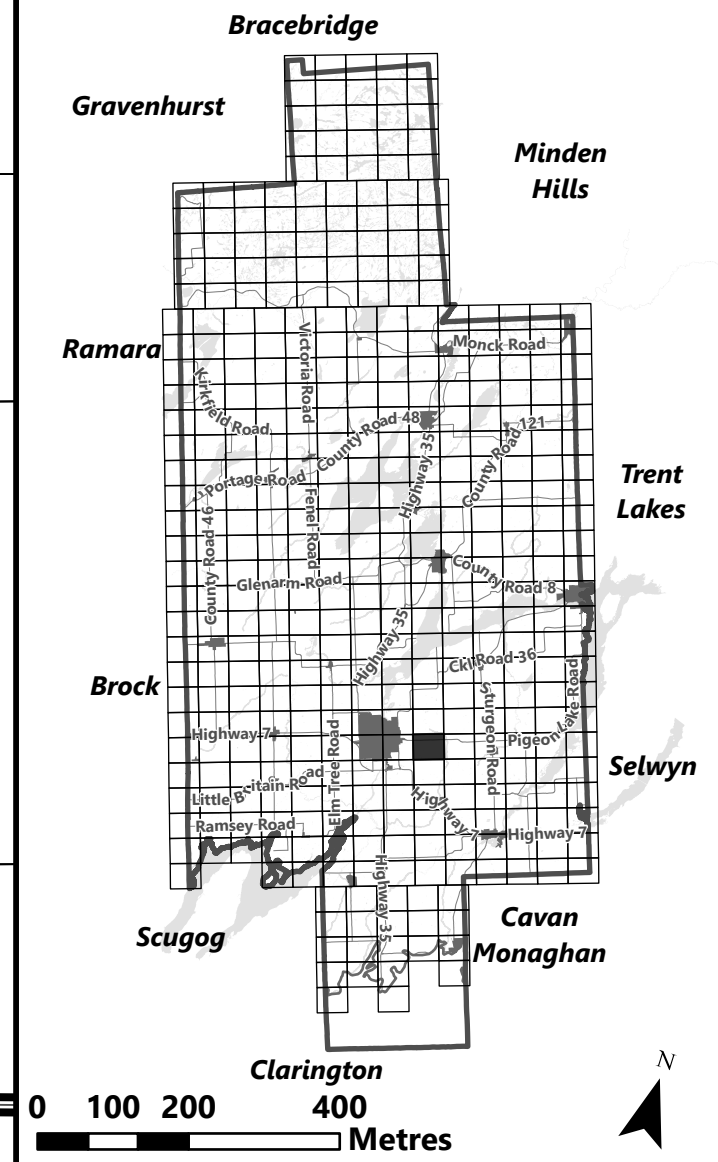 Bracebridge
Gravenhurst
Minden
Hills
Ramara
Monck Road
Victoria Road
Kirkfield Road
County Road 48
County Road 121
Highway 35
Portage Road
Trent
Lakes
Fenel Road
County Road 46
Glenarm Road
County Road 8
Highway 35
Ckl Road 36
Brock
Sturgeon Road
Pigeon Lake Road
Highway 7
Elm Tree Road
Selwyn
Little Britain Road
Highway 7
Ramsey Road
Highway 7
Highway 35
Scugog
Cavan
Monaghan
Clarington
N
0 100 200 400
Metres